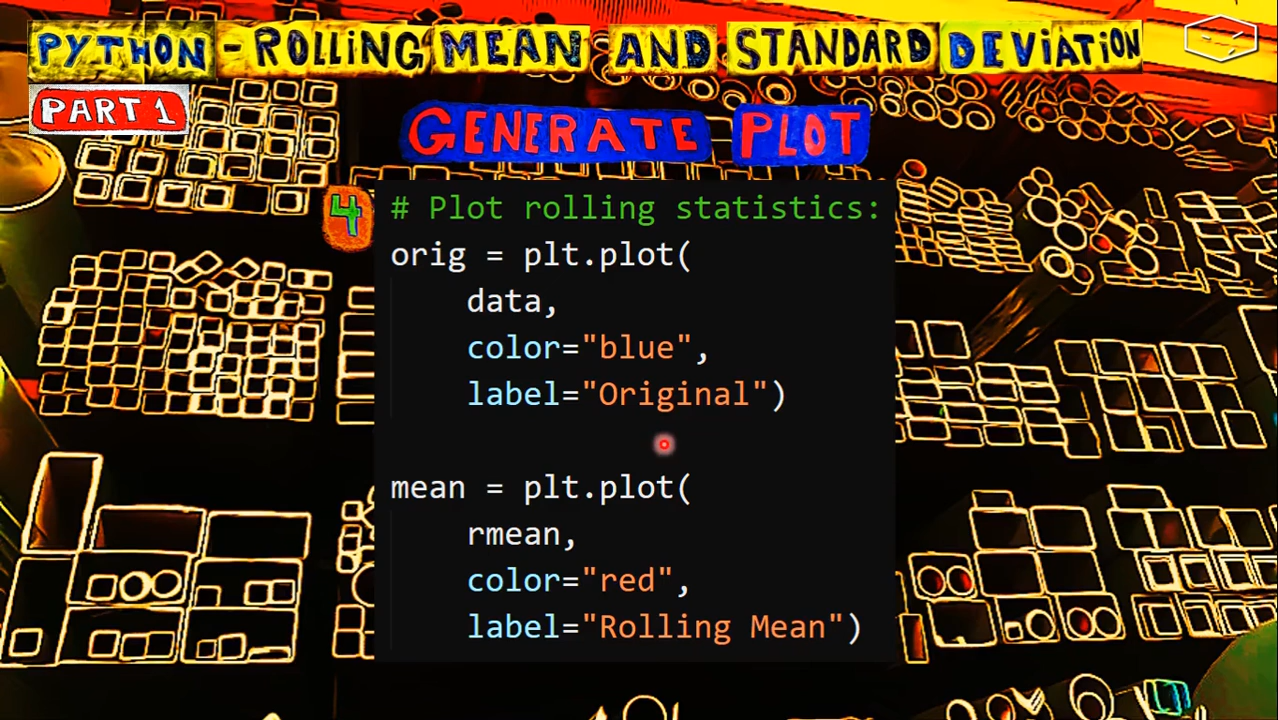 PYTHON - ROLLING MEAN AND STANDARD DEVIATION
PART 1
GENERATE PLOT
4
# Plot rolling statistics:
orig = plt.plot(
    data,
    color="blue",
    label="Original")
mean = plt.plot(
    rmean,
    color="red",
    label="Rolling Mean")